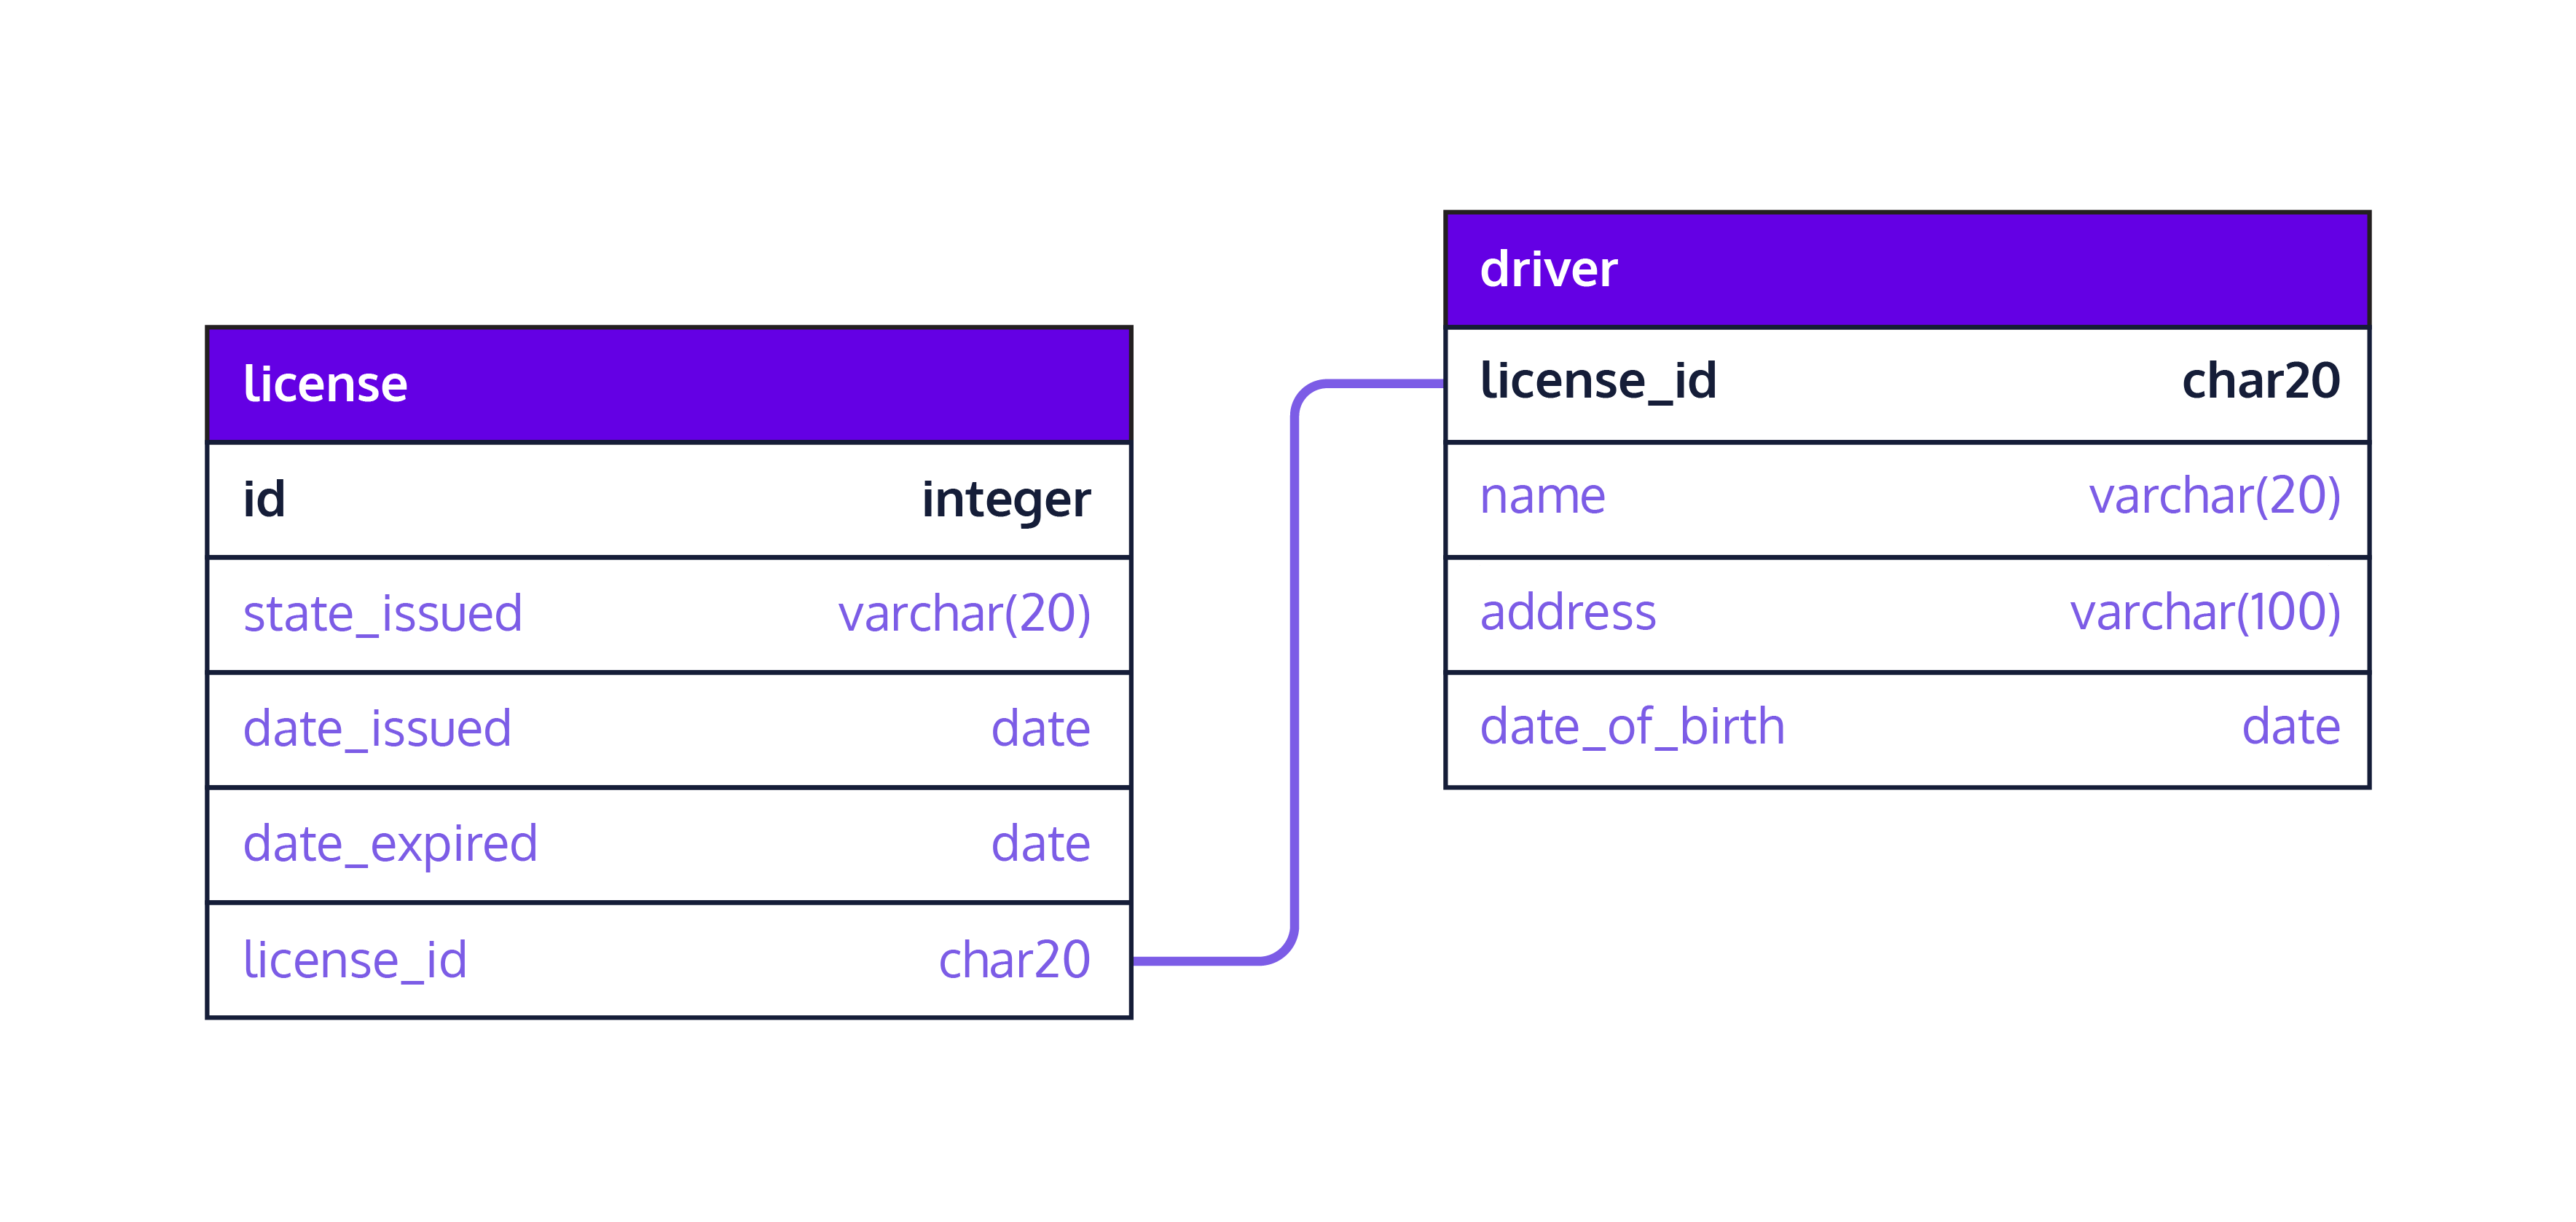 license
id integer
state_issued varchar(20)
date_issued date
date_expired date
license_id char20
driver
license_id char20
name varchar(20)
address varchar(100)
date_of_birth date